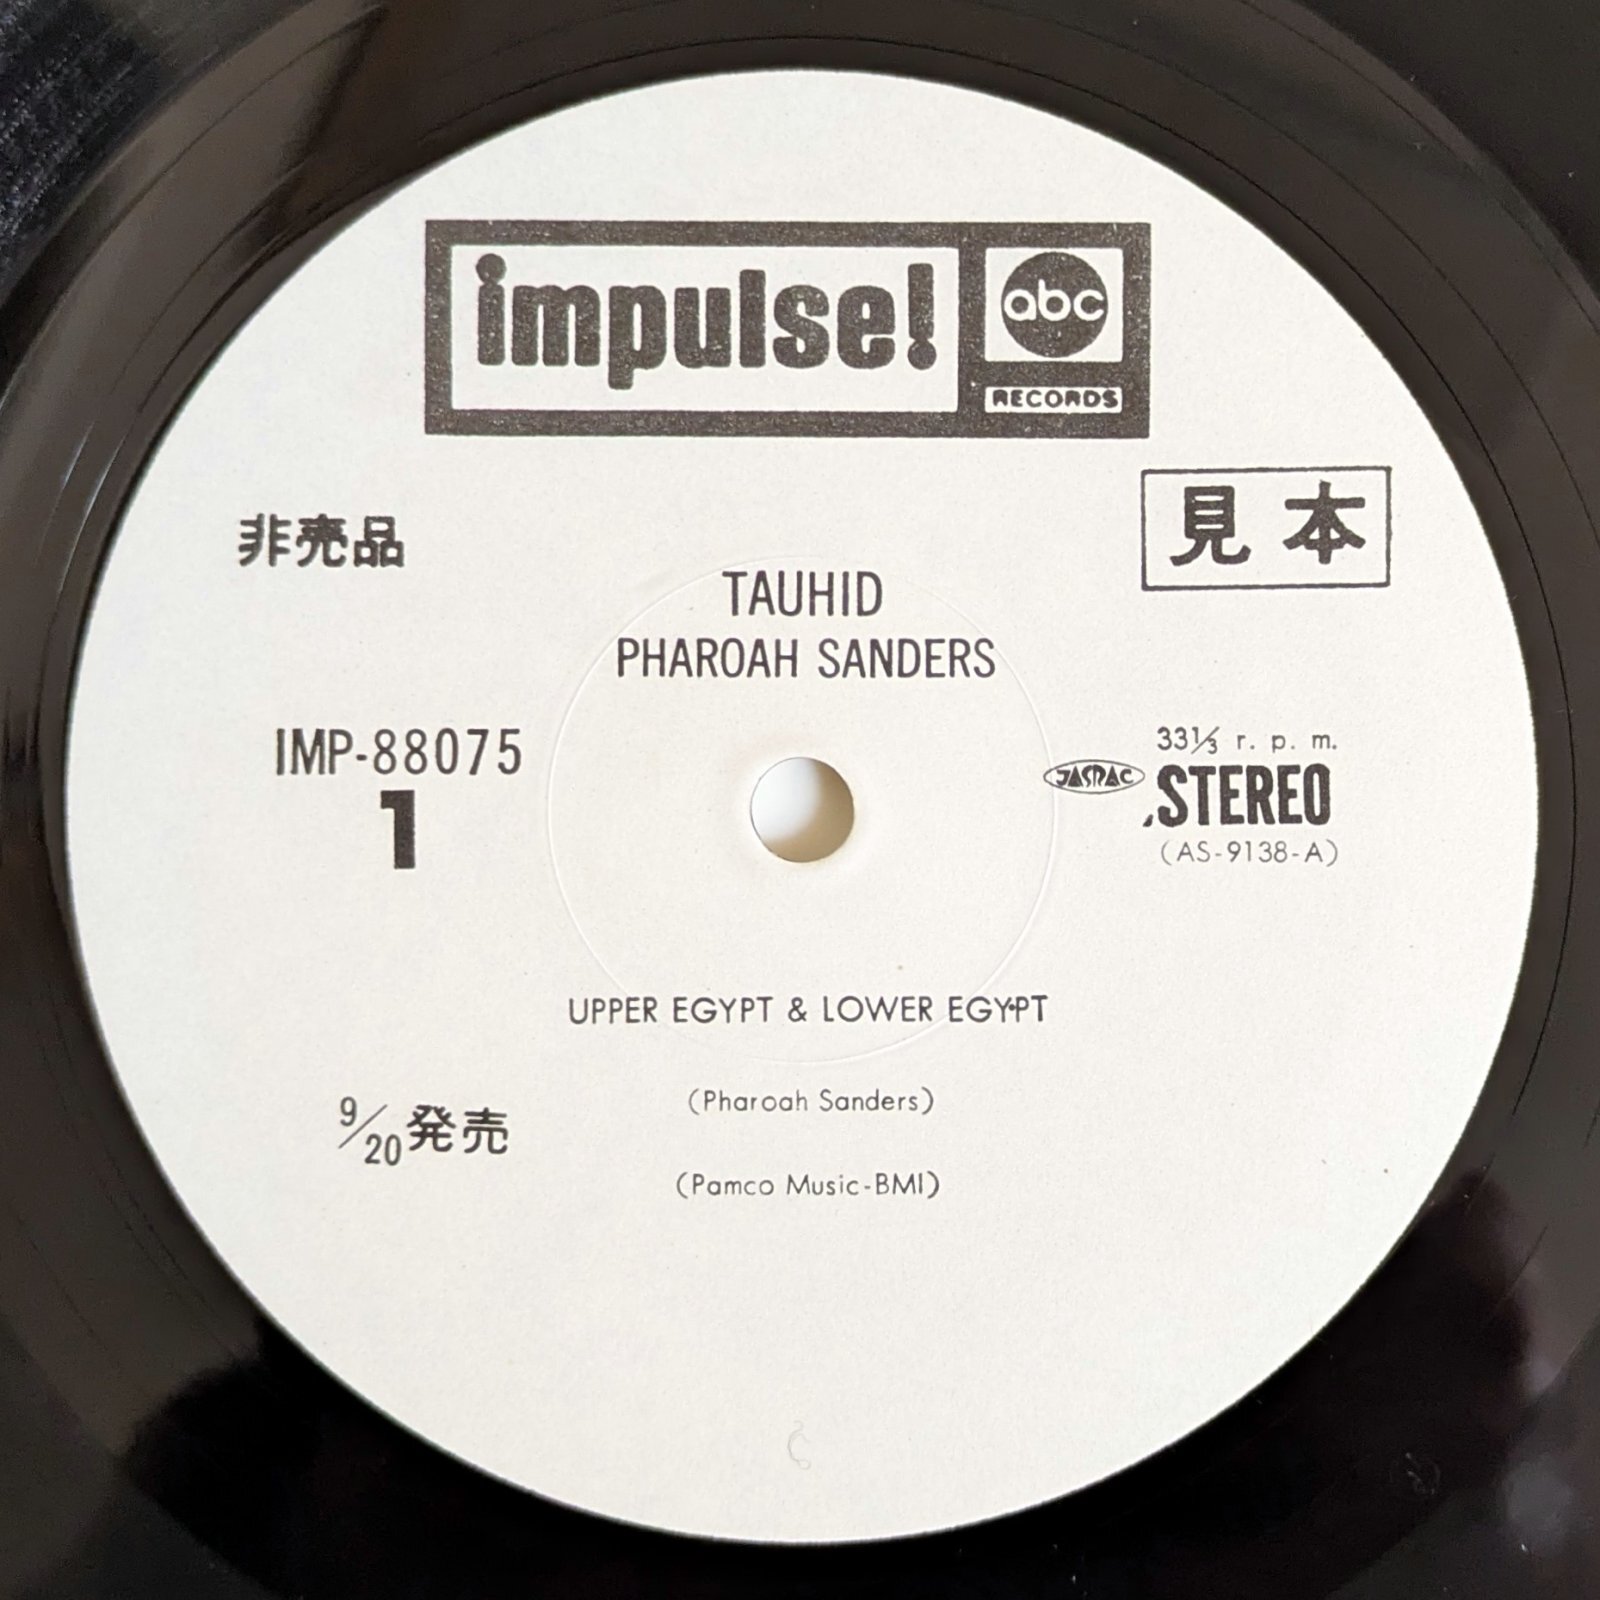 impulse!
abc
RECORDS
非売品
見本
TAUHID
PHAROAH SANDERS
IMP-88075
1
33⅓ r. p. m.
JASRAC
STEREO
(AS-9138-A)
UPPER EGYPT & LOWER EGYPT
(Pharoah Sanders)
9/20発売
(Pamco Music-BMI)